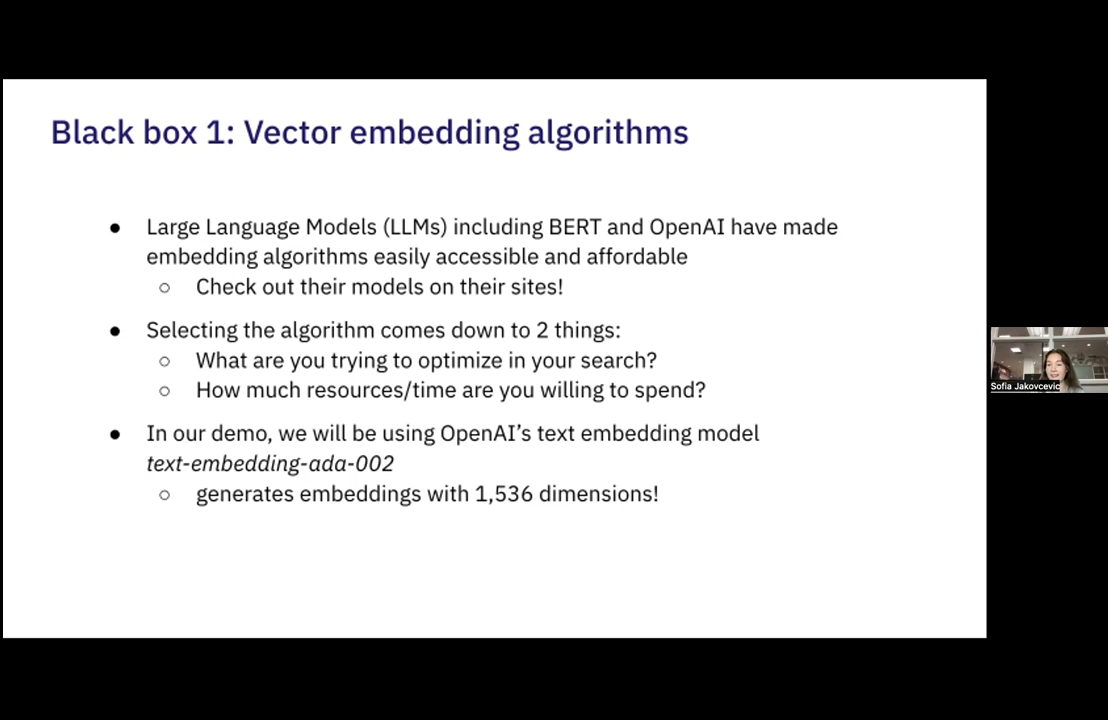 Black box 1: Vector embedding algorithms
● Large Language Models (LLMs) including BERT and OpenAI have made
embedding algorithms easily accessible and affordable
○ Check out their models on their sites!
● Selecting the algorithm comes down to 2 things:
○ What are you trying to optimize in your search?
○ How much resources/time are you willing to spend?
● In our demo, we will be using OpenAI’s text embedding model
text-embedding-ada-002
○ generates embeddings with 1,536 dimensions!
Sofia Jakovcevic